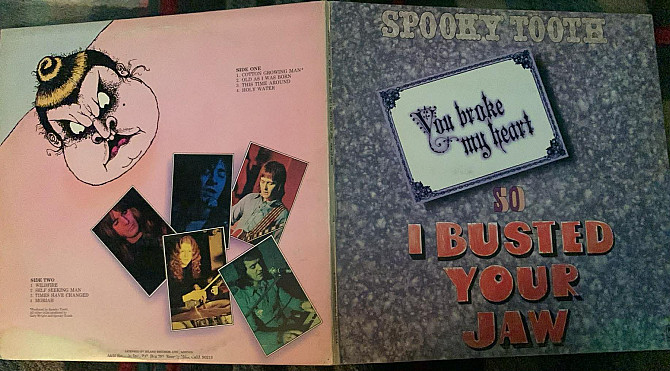 SIDE ONE
1. COTTON GROWING MAN*
2. OLD AS I WAS BORN
3. THIS TIME AROUND
4. HOLY WATER
SIDE TWO
1. WILDFIRE
2. SELF SEEKING MAN
3. TIMES HAVE CHANGED
4. MORIAH
SPOOKY TOOTH
You broke
my heart
SO
I BUSTED
YOUR
JAW